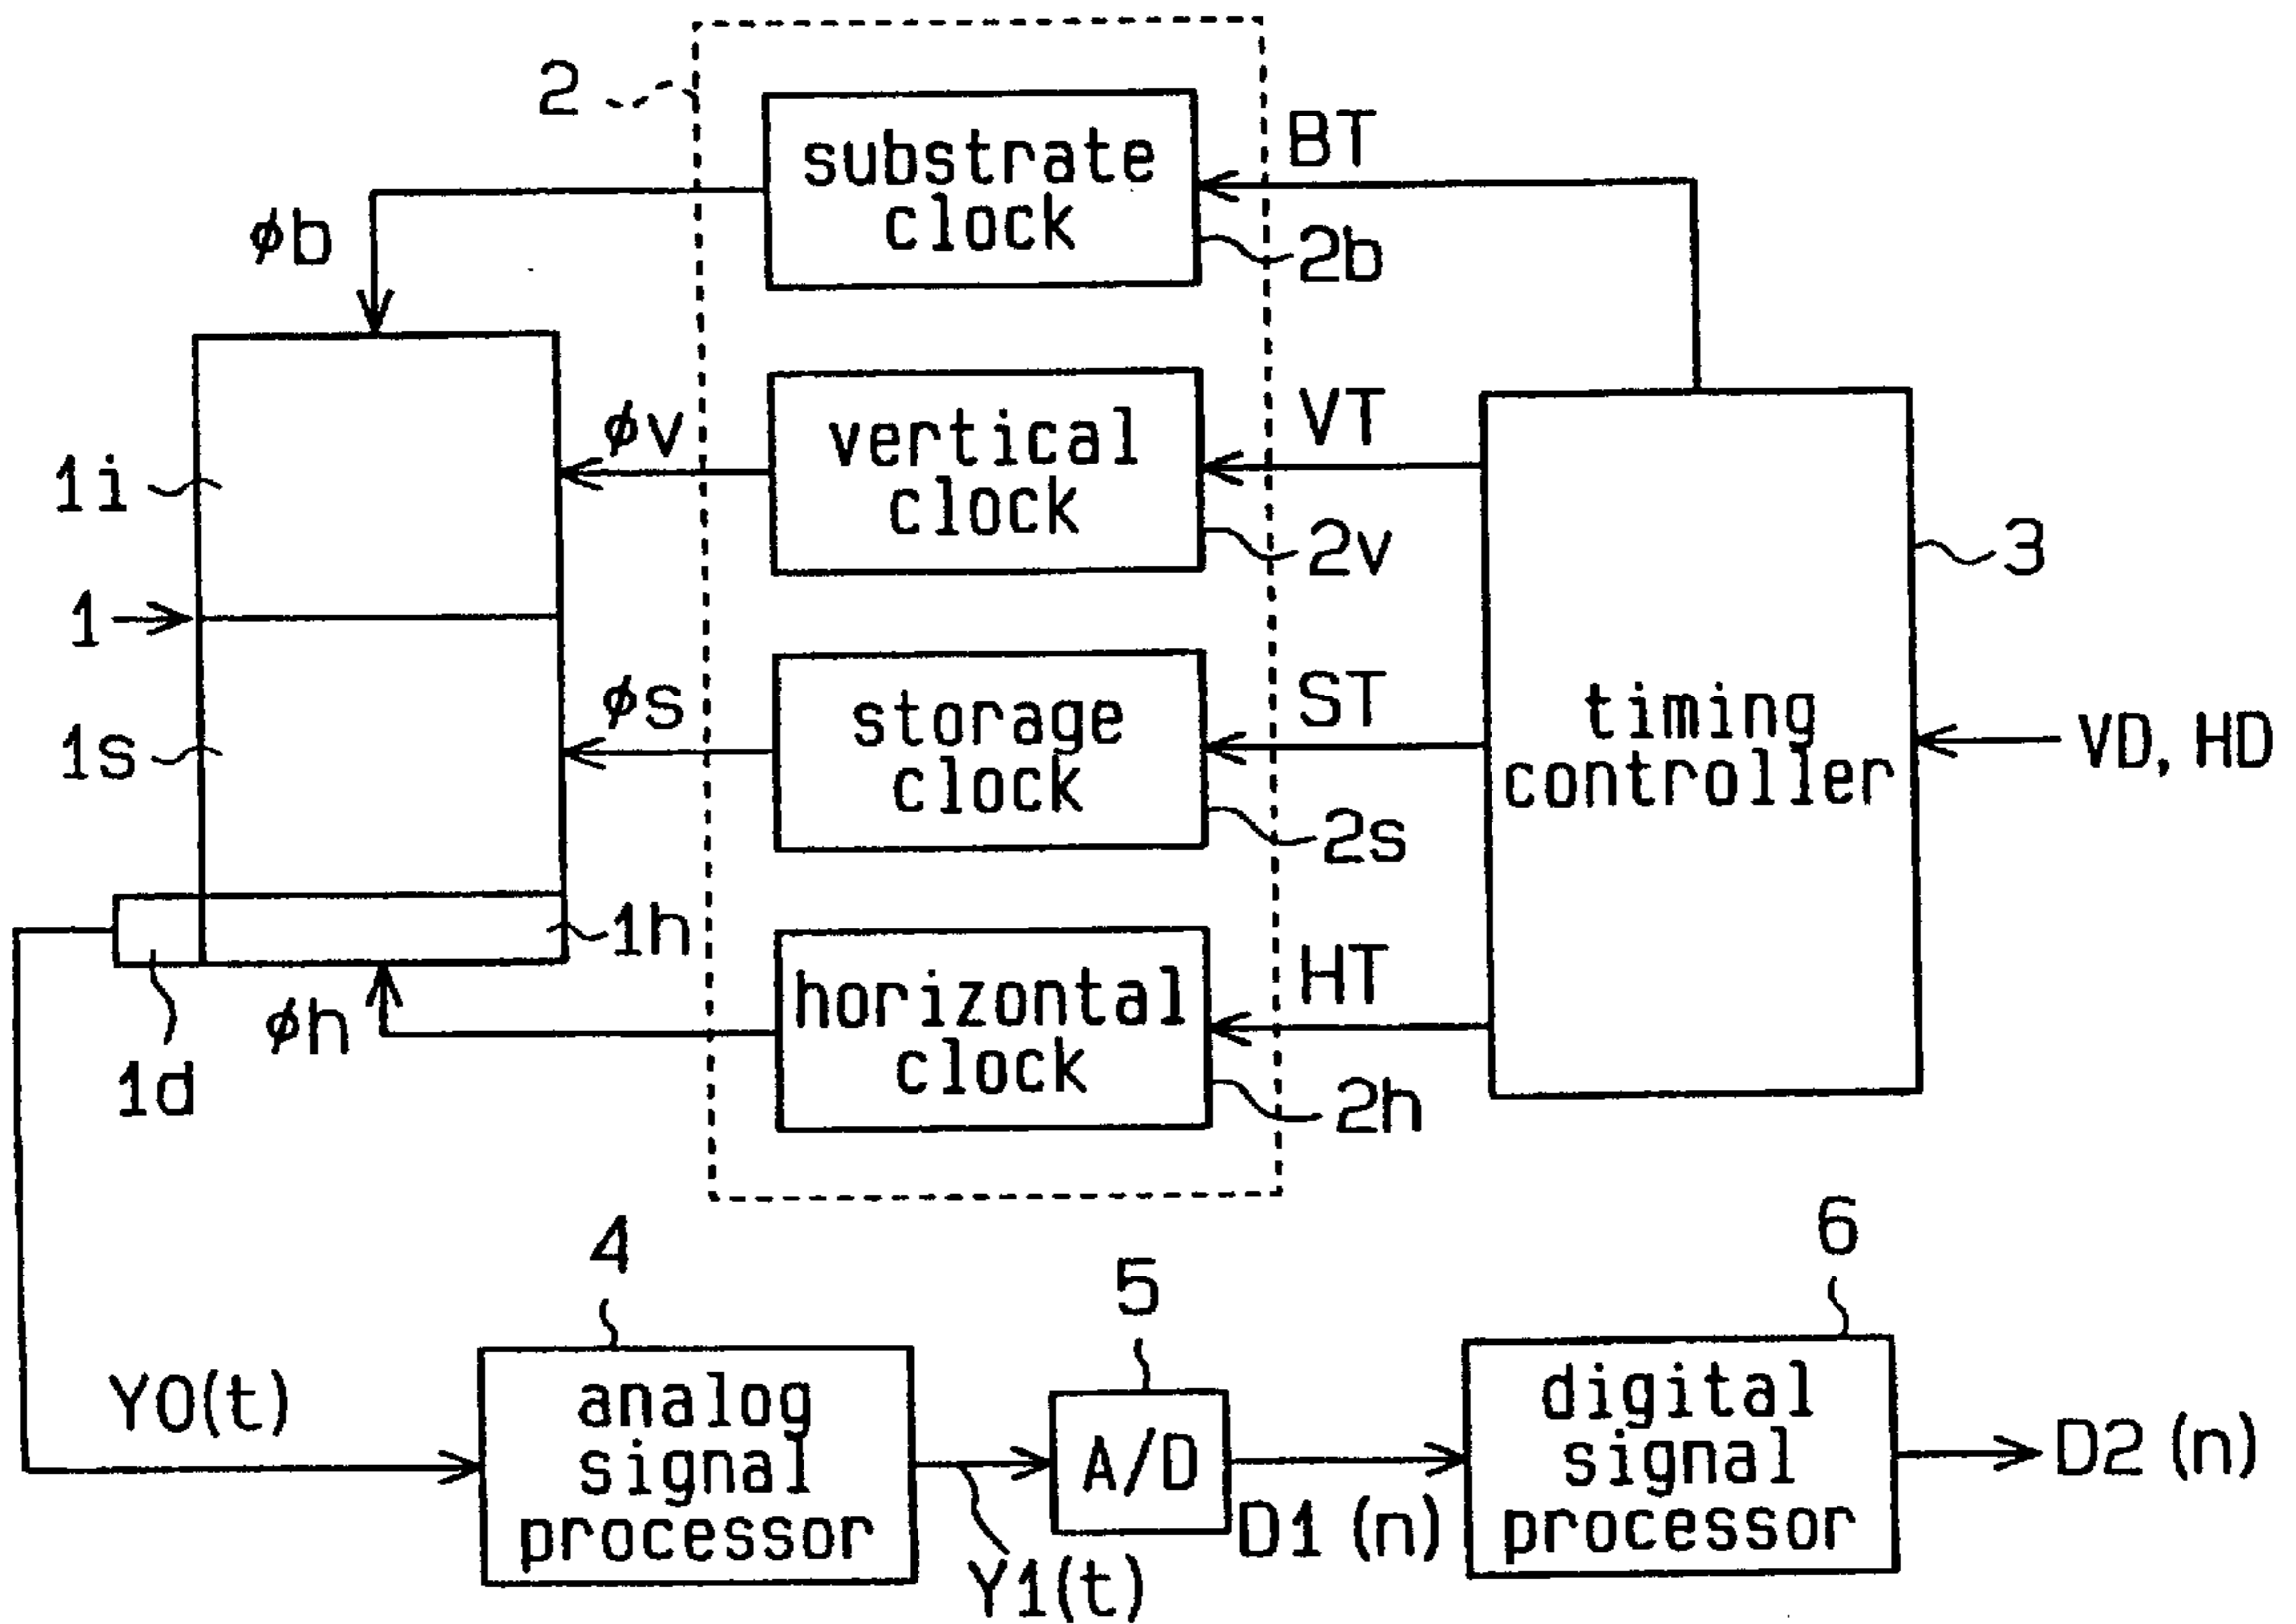 2
substrate
clock
BT
2b
ϕb
vertical
clock
VT
2v
ϕv
1i
3
1
storage
clock
ST
2s
ϕs
1s
timing
controller
VD, HD
1h
horizontal
clock
HT
2h
ϕh
1d
4
5
6
Y0(t)
analog
signal
processor
Y1(t)
A/D
D1(n)
digital
signal
processor
D2(n)